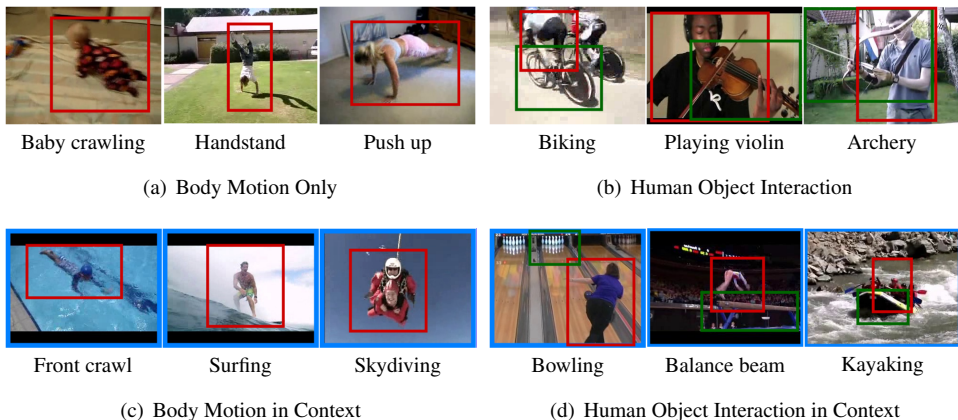 Baby crawling Handstand Push up Biking Playing violin Archery
(a) Body Motion Only (b) Human Object Interaction
Front crawl Surfing Skydiving Bowling Balance beam Kayaking
(c) Body Motion in Context (d) Human Object Interaction in Context